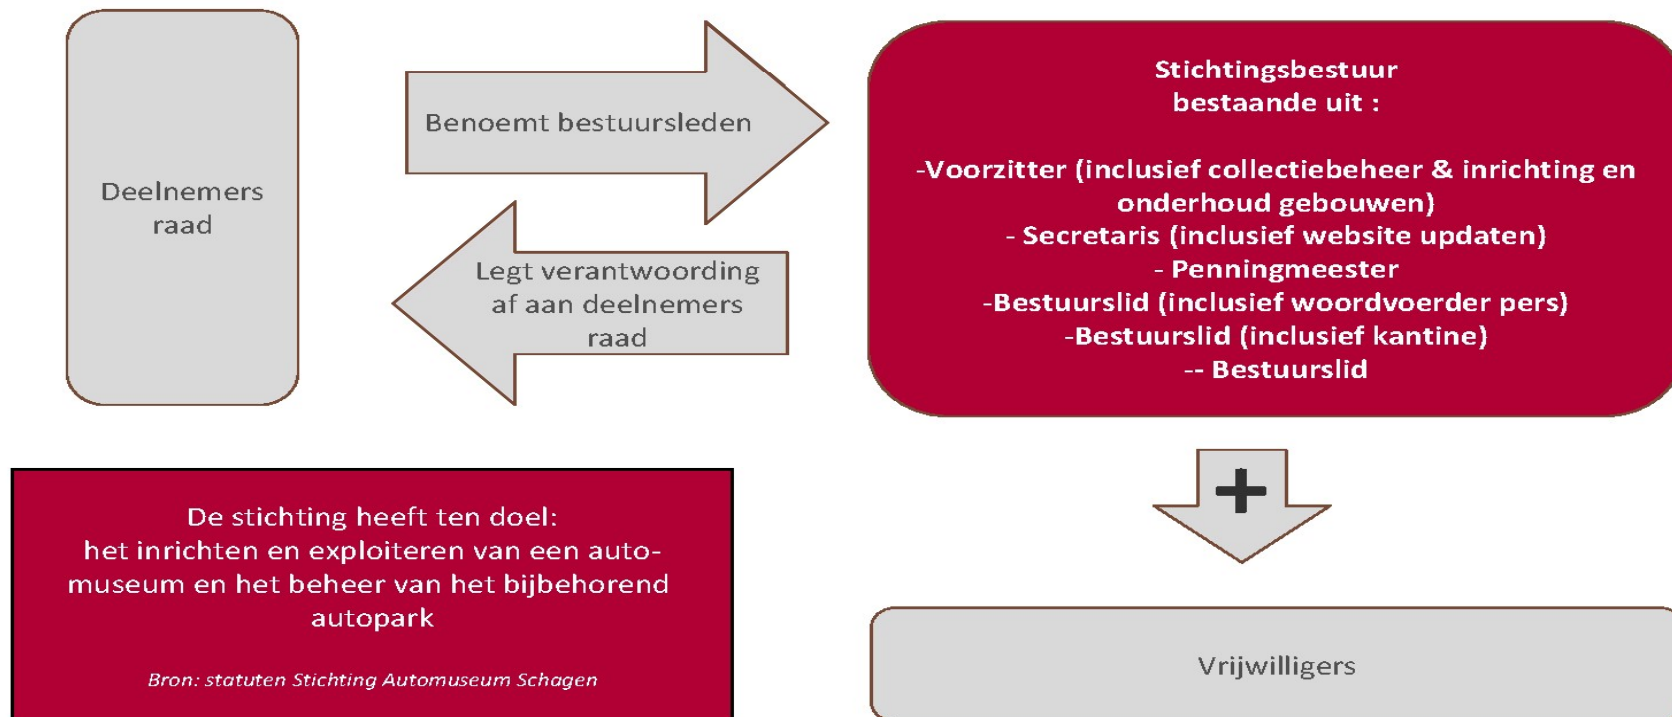 Deelnemers
raad
Benoemt bestuursleden
Legt verantwoording
af aan deelnemers
raad
Stichtingsbestuur
bestaande uit :
-Voorzitter (inclusief collectiebeheer & inrichting en
onderhoud gebouwen)
- Secretaris (inclusief website updaten)
- Penningmeester
-Bestuurslid (inclusief woordvoerder pers)
-Bestuurslid (inclusief kantine)
-- Bestuurslid
+
De stichting heeft ten doel:
het inrichten en exploiteren van een auto-
museum en het beheer van het bijbehorend
autopark
Bron: statuten Stichting Automuseum Schagen
Vrijwilligers